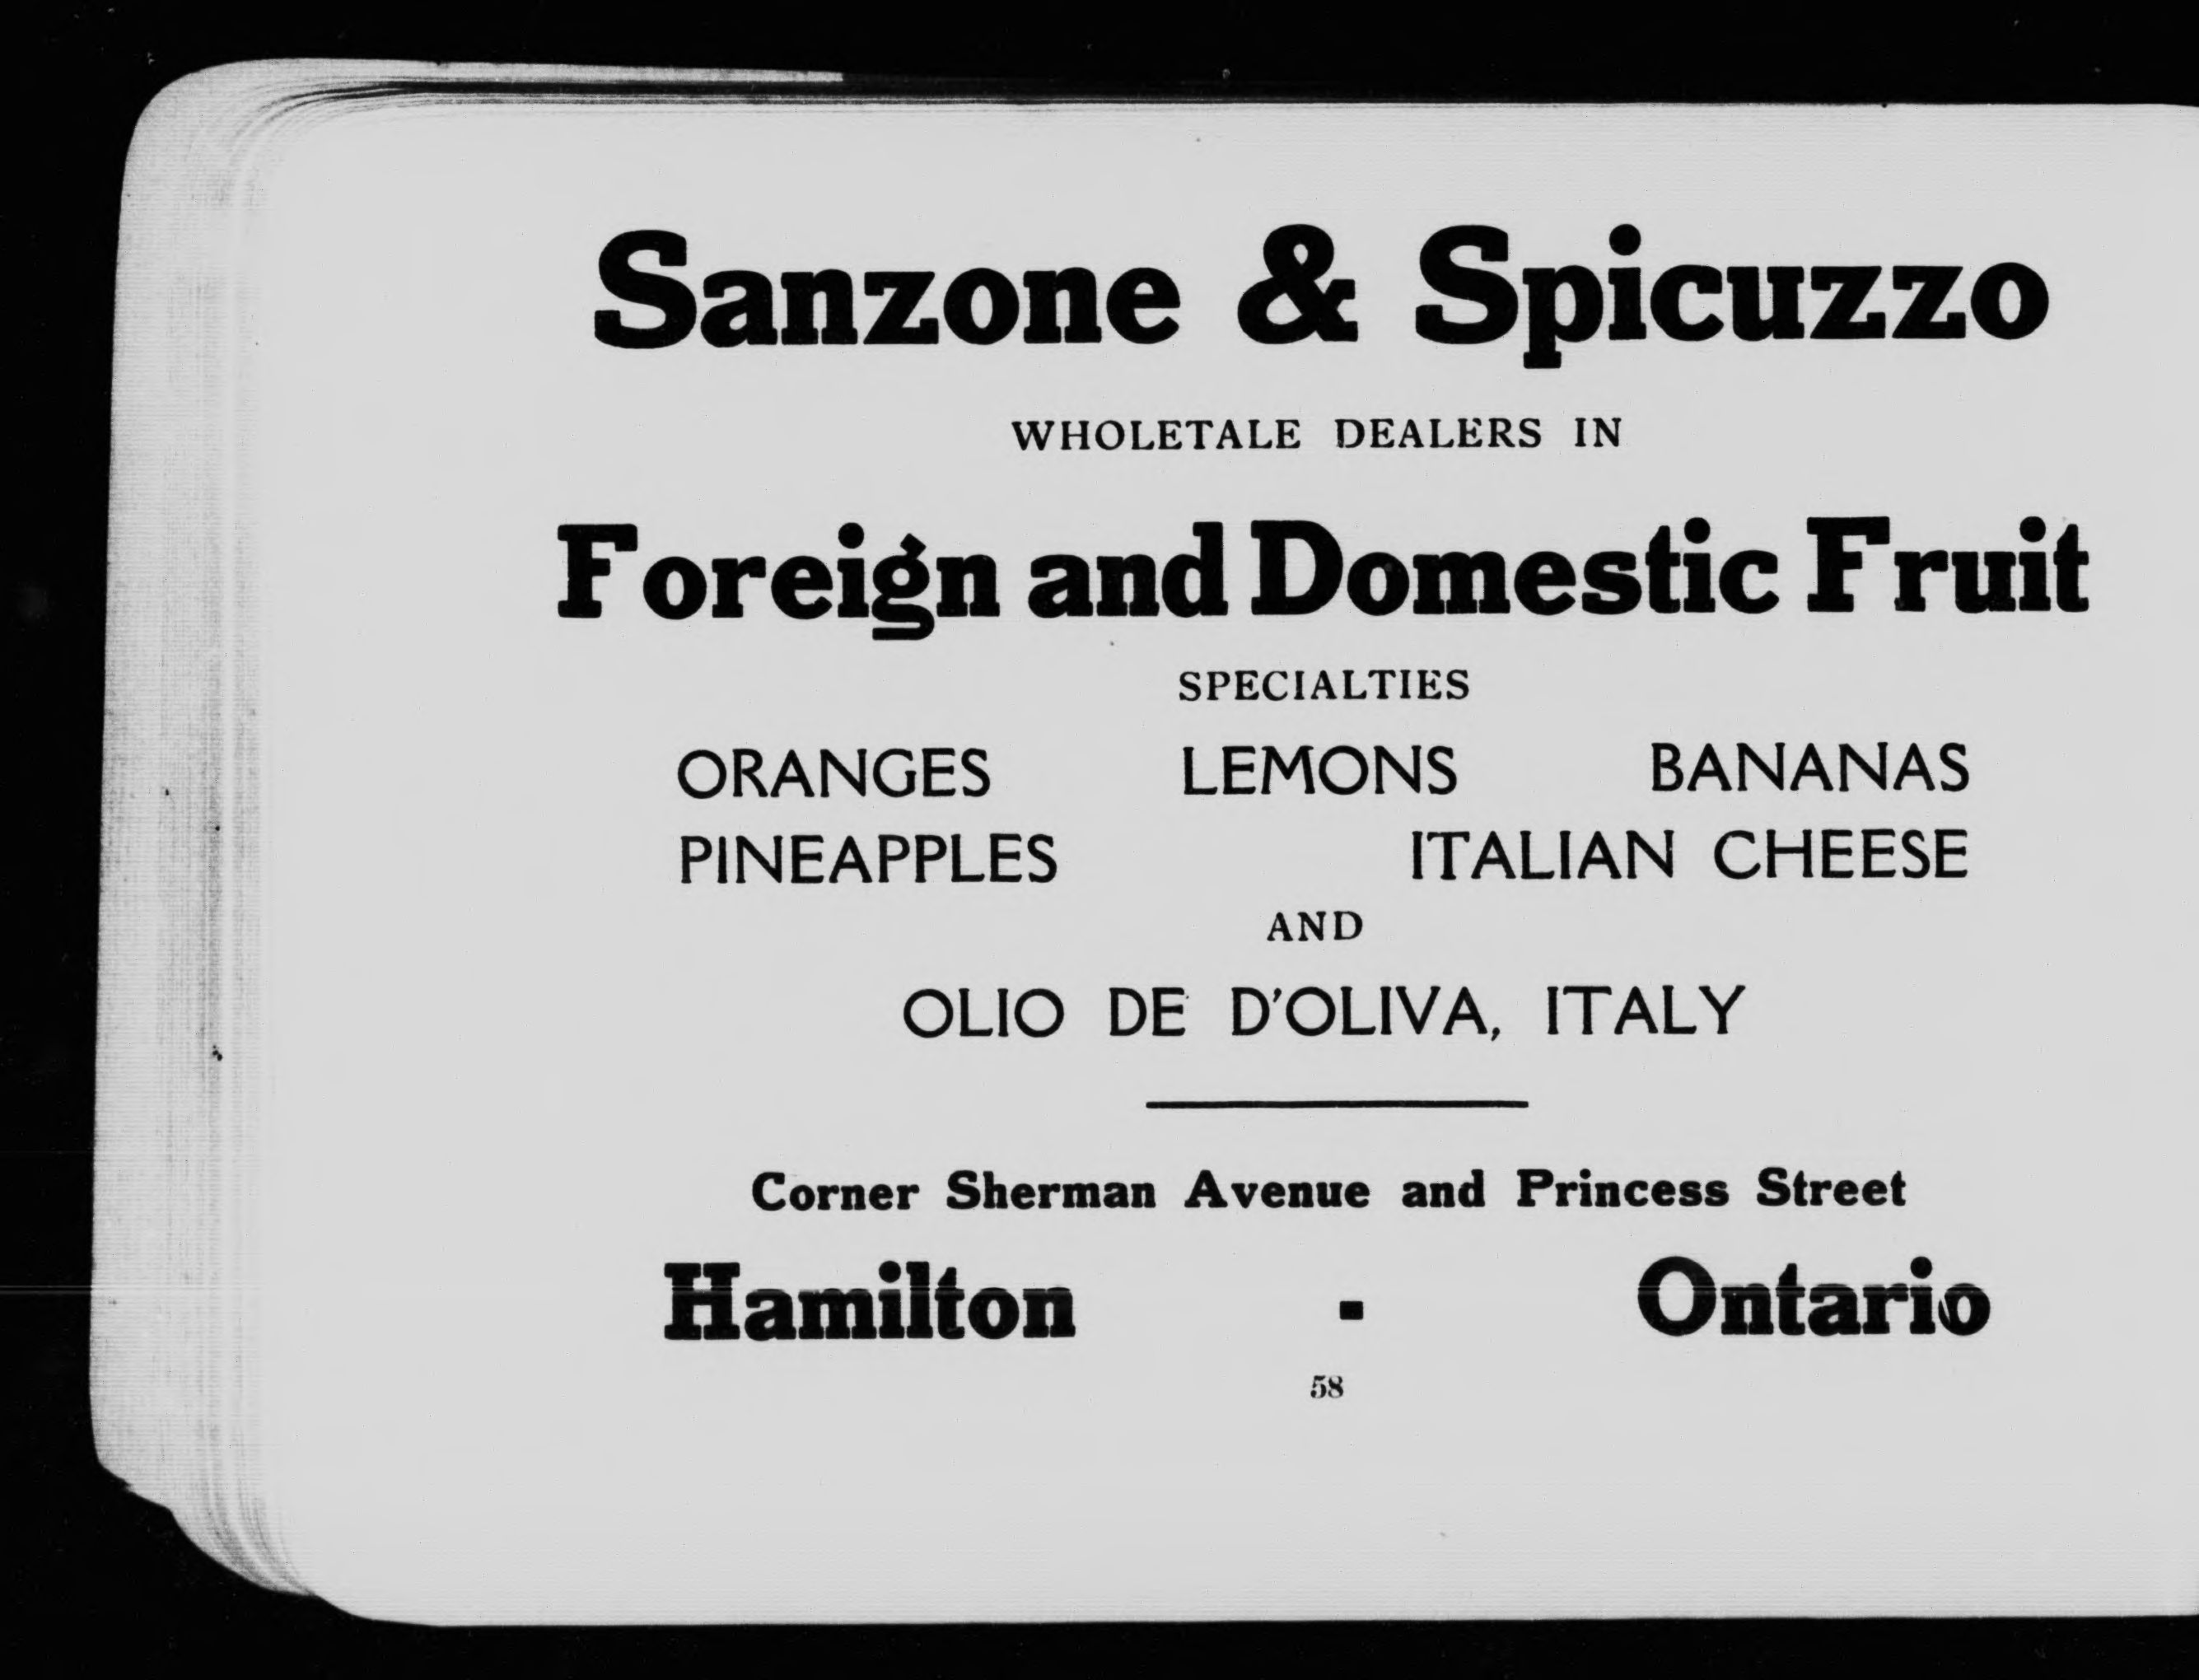 Sanzone & Spicuzzo
WHOLETALE DEALERS IN
Foreign and Domestic Fruit
SPECIALTIES
ORANGES LEMONS BANANAS
PINEAPPLES ITALIAN CHEESE
AND
OLIO DE D'OLIVA, ITALY
Corner Sherman Avenue and Princess Street
Hamilton - Ontario
58